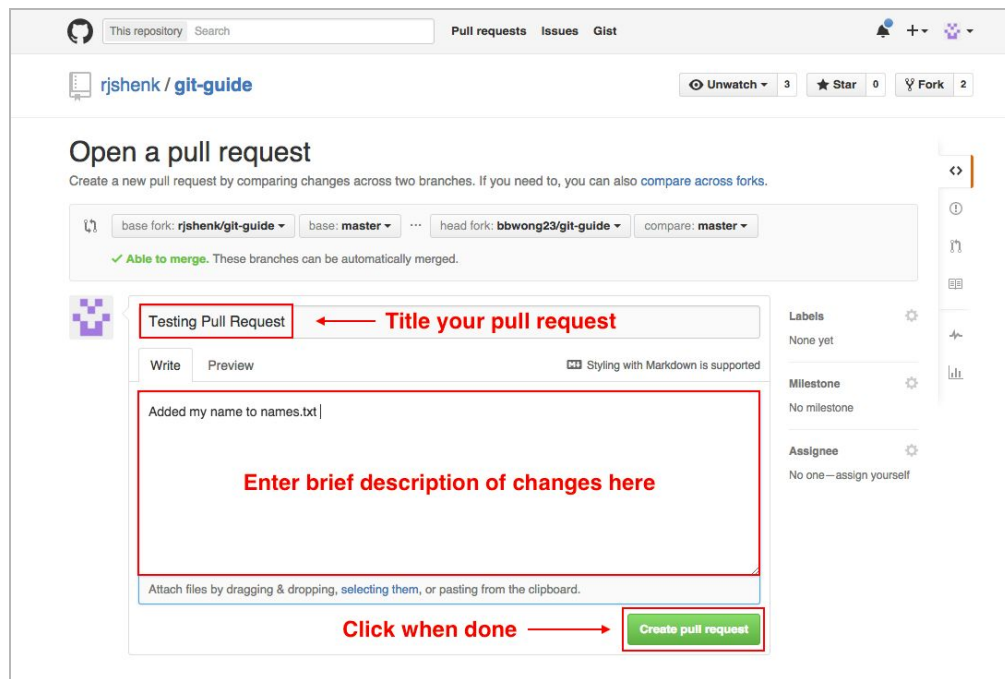 This repository Search Pull requests Issues Gist
rjshenk / git-guide Unwatch 3 Star 0 Fork 2
Open a pull request
Create a new pull request by comparing changes across two branches. If you need to, you can also compare across forks.
base fork: rjshenk/git-guide base: master ... head fork: bbwong23/git-guide compare: master
Able to merge. These branches can be automatically merged.
Testing Pull Request Title your pull request
Write Preview Styling with Markdown is supported
Added my name to names.txt
Enter brief description of changes here
Attach files by dragging & dropping, selecting them, or pasting from the clipboard.
Click when done Create pull request
Labels
None yet
Milestone
No milestone
Assignee
No one—assign yourself